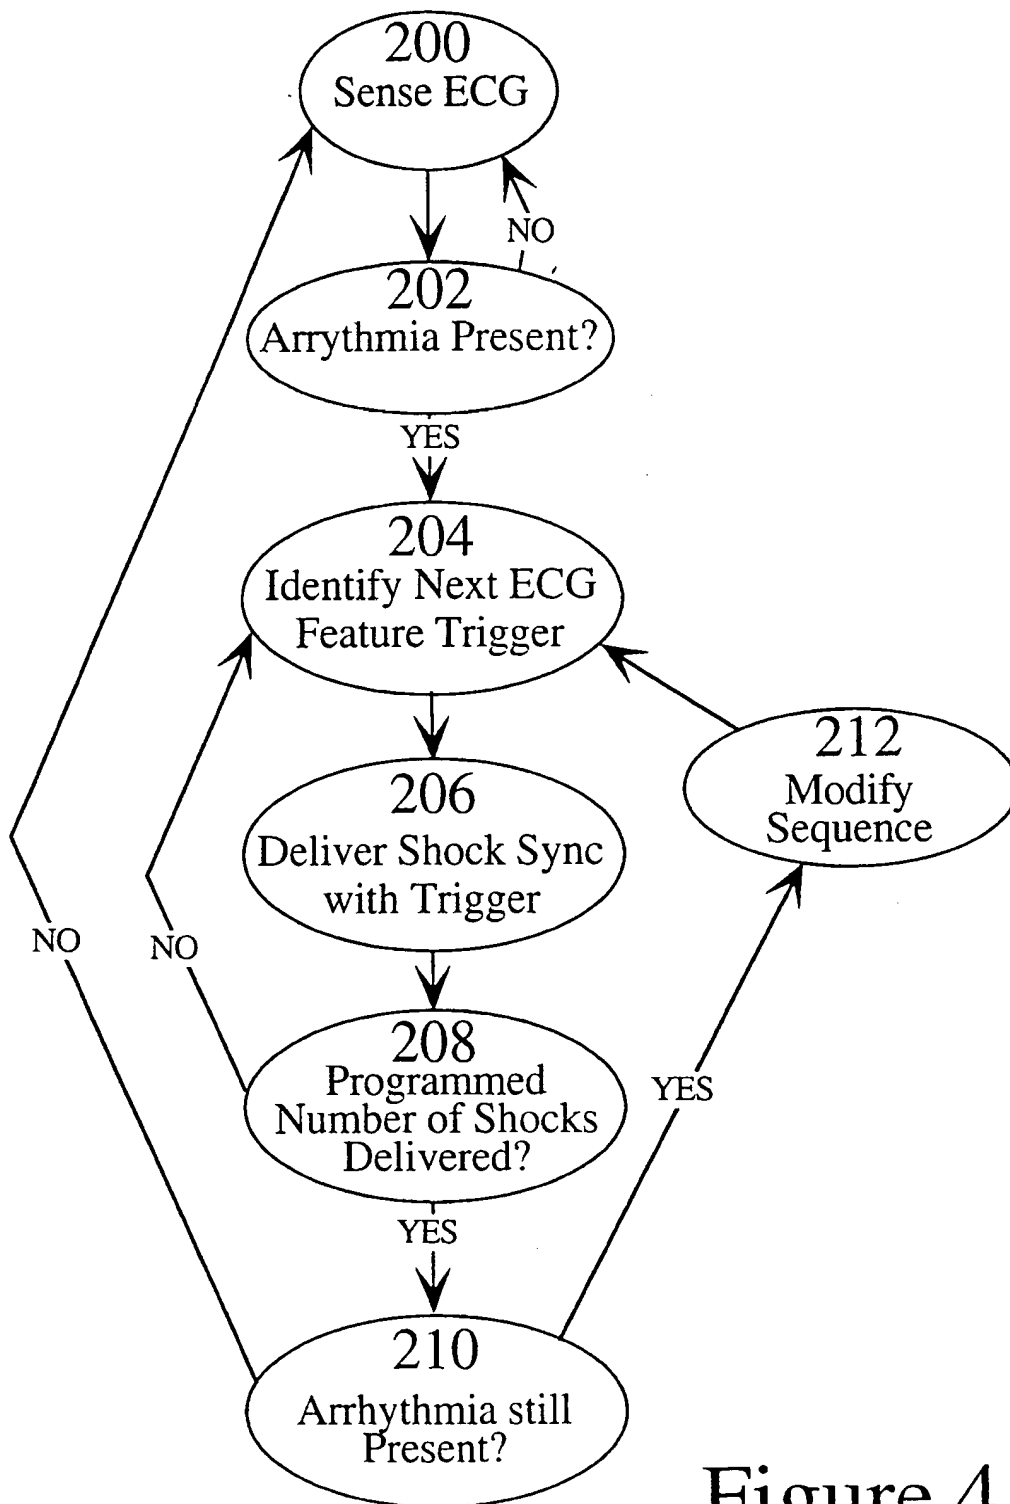 200
Sense ECG
NO
202
Arrythmia Present?
YES
204
Identify Next ECG
Feature Trigger
212
Modify
Sequence
206
Deliver Shock Sync
with Trigger
NO
NO
208
Programmed
Number of Shocks
Delivered?
YES
YES
210
Arrhythmia still
Present?
Figure 4